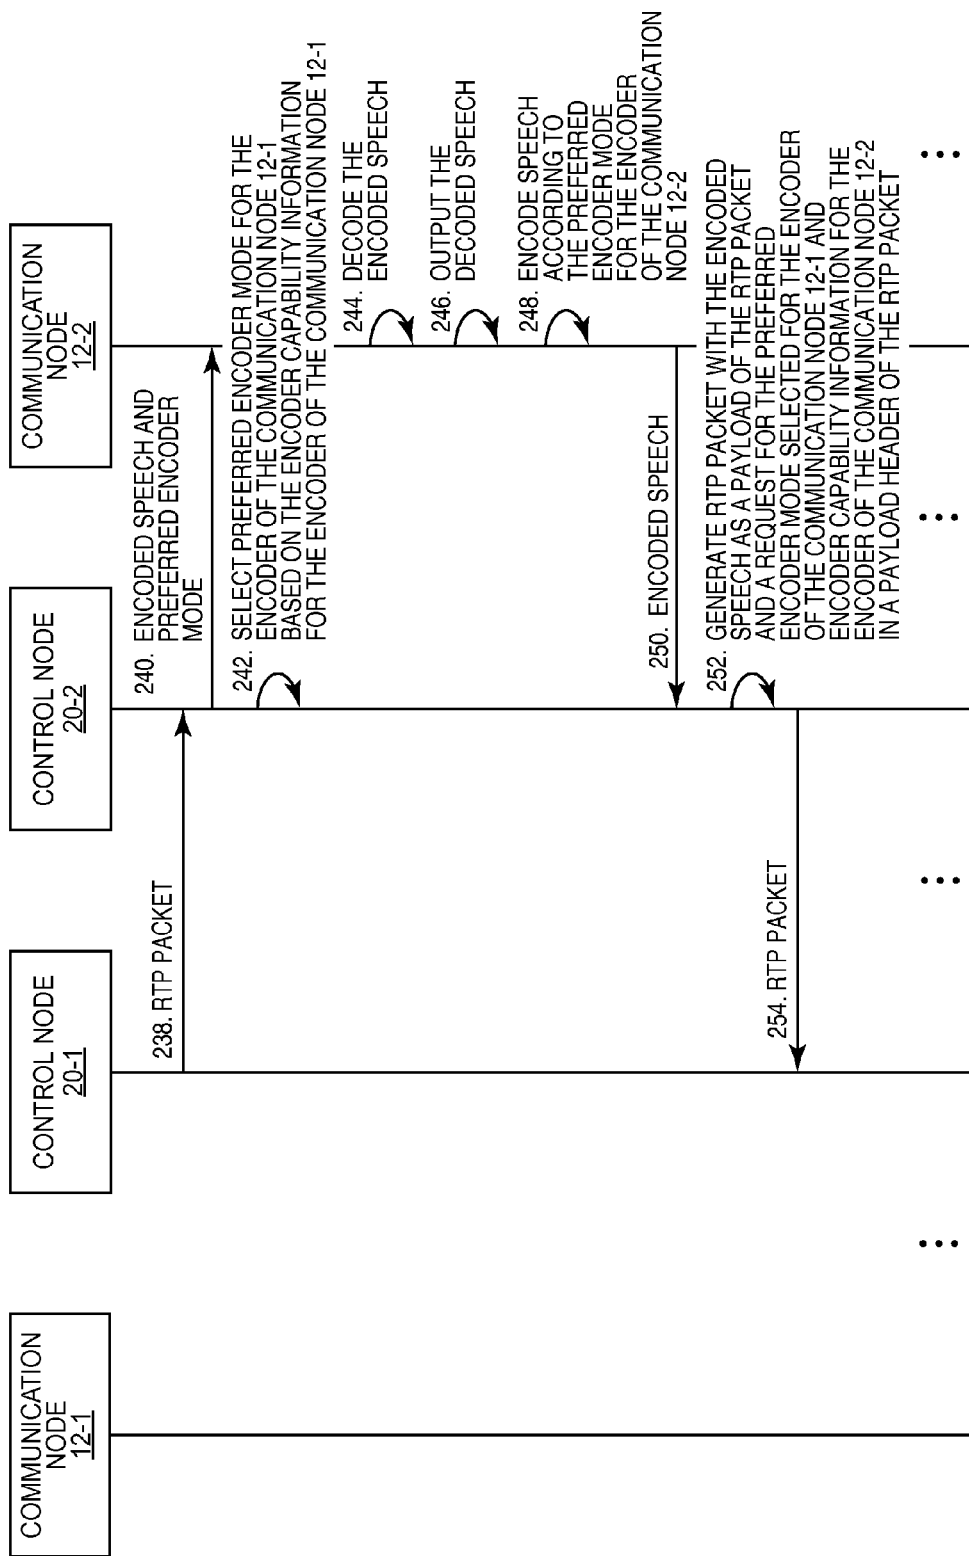 COMMUNICATION
NODE
12-1
CONTROL NODE
20-1
CONTROL NODE
20-2
COMMUNICATION
NODE
12-2
238. RTP PACKET
240. ENCODED SPEECH AND
PREFERRED ENCODER
MODE
242. SELECT PREFERRED ENCODER MODE FOR THE
ENCODER OF THE COMMUNICATION NODE 12-1
BASED ON THE ENCODER CAPABILITY INFORMATION
FOR THE ENCODER OF THE COMMUNICATION NODE 12-1
244. DECODE THE
ENCODED SPEECH
246. OUTPUT THE
DECODED SPEECH
248. ENCODE SPEECH
ACCORDING TO
THE PREFERRED
ENCODER MODE
FOR THE ENCODER
OF THE COMMUNICATION
NODE 12-2
250. ENCODED SPEECH
252. GENERATE RTP PACKET WITH THE ENCODED
SPEECH AS A PAYLOAD OF THE RTP PACKET
AND A REQUEST FOR THE PREFERRED
ENCODER MODE SELECTED FOR THE ENCODER
OF THE COMMUNICATION NODE 12-1 AND
ENCODER CAPABILITY INFORMATION FOR THE
ENCODER OF THE COMMUNICATION NODE 12-2
IN A PAYLOAD HEADER OF THE RTP PACKET
254. RTP PACKET